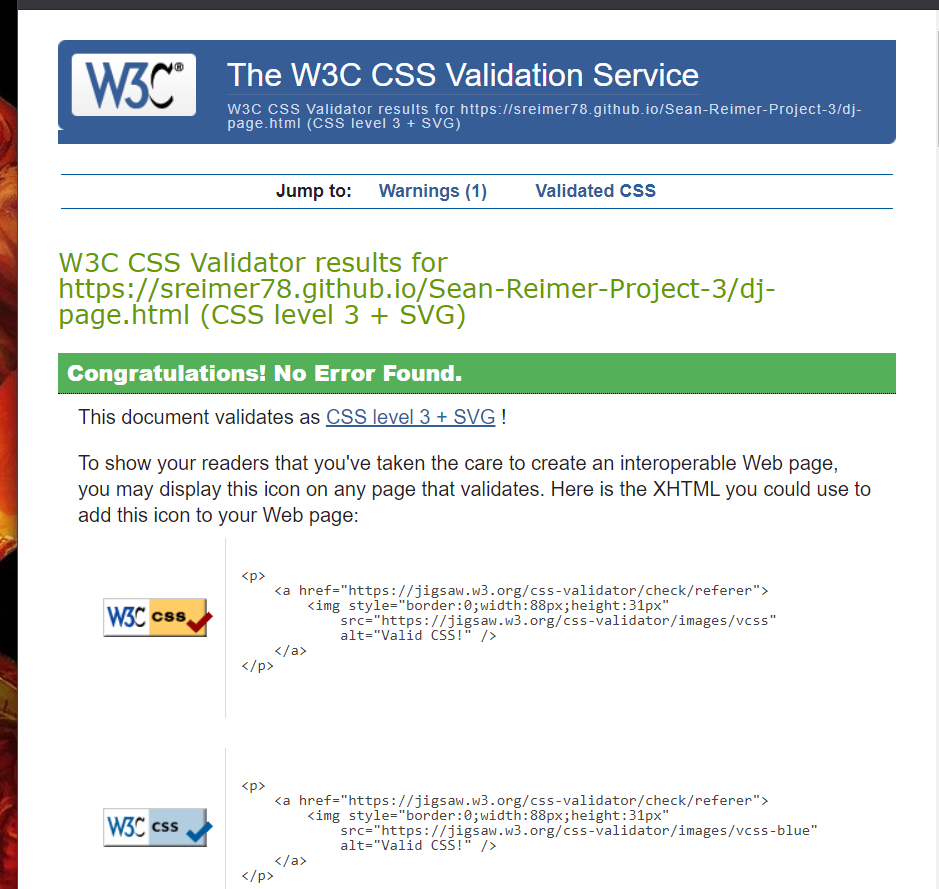 W3C®
The W3C CSS Validation Service
W3C CSS Validator results for https://sreimer78.github.io/Sean-Reimer-Project-3/dj-
page.html (CSS level 3 + SVG)
Jump to: Warnings (1) Validated CSS
W3C CSS Validator results for
https://sreimer78.github.io/Sean-Reimer-Project-3/dj-
page.html (CSS level 3 + SVG)
Congratulations! No Error Found.
This document validates as CSS level 3 + SVG !
To show your readers that you've taken the care to create an interoperable Web page,
you may display this icon on any page that validates. Here is the XHTML you could use to
add this icon to your Web page:
W3C css
<p>
    <a href="https://jigsaw.w3.org/css-validator/check/referer">
        <img style="border:0;width:88px;height:31px"
            src="https://jigsaw.w3.org/css-validator/images/vcss"
            alt="Valid CSS!" />
    </a>
</p>
W3C css
<p>
    <a href="https://jigsaw.w3.org/css-validator/check/referer">
        <img style="border:0;width:88px;height:31px"
            src="https://jigsaw.w3.org/css-validator/images/vcss-blue"
            alt="Valid CSS!" />
    </a>
</p>